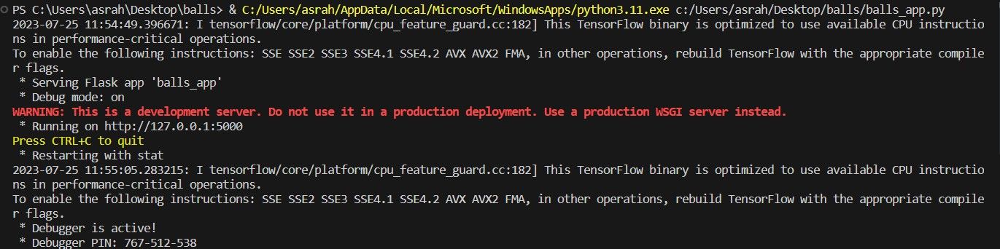 PS C:\Users\asrah\Desktop\balls> & C:/Users/asrah/AppData/Local/Microsoft/WindowsApps/python3.11.exe c:/Users/asrah/Desktop/balls/balls_app.py
2023-07-25 11:54:49.396671: I tensorflow/core/platform/cpu_feature_guard.cc:182] This TensorFlow binary is optimized to use available CPU instructio
ns in performance-critical operations.
To enable the following instructions: SSE SSE2 SSE3 SSE4.1 SSE4.2 AVX AVX2 FMA, in other operations, rebuild TensorFlow with the appropriate compile
r flags.
 * Serving Flask app 'balls_app'
 * Debug mode: on
WARNING: This is a development server. Do not use it in a production deployment. Use a production WSGI server instead.
 * Running on http://127.0.0.1:5000
Press CTRL+C to quit
 * Restarting with stat
2023-07-25 11:55:05.283215: I tensorflow/core/platform/cpu_feature_guard.cc:182] This TensorFlow binary is optimized to use available CPU instructio
ns in performance-critical operations.
To enable the following instructions: SSE SSE2 SSE3 SSE4.1 SSE4.2 AVX AVX2 FMA, in other operations, rebuild TensorFlow with the appropriate compile
r flags.
 * Debugger is active!
 * Debugger PIN: 767-512-538